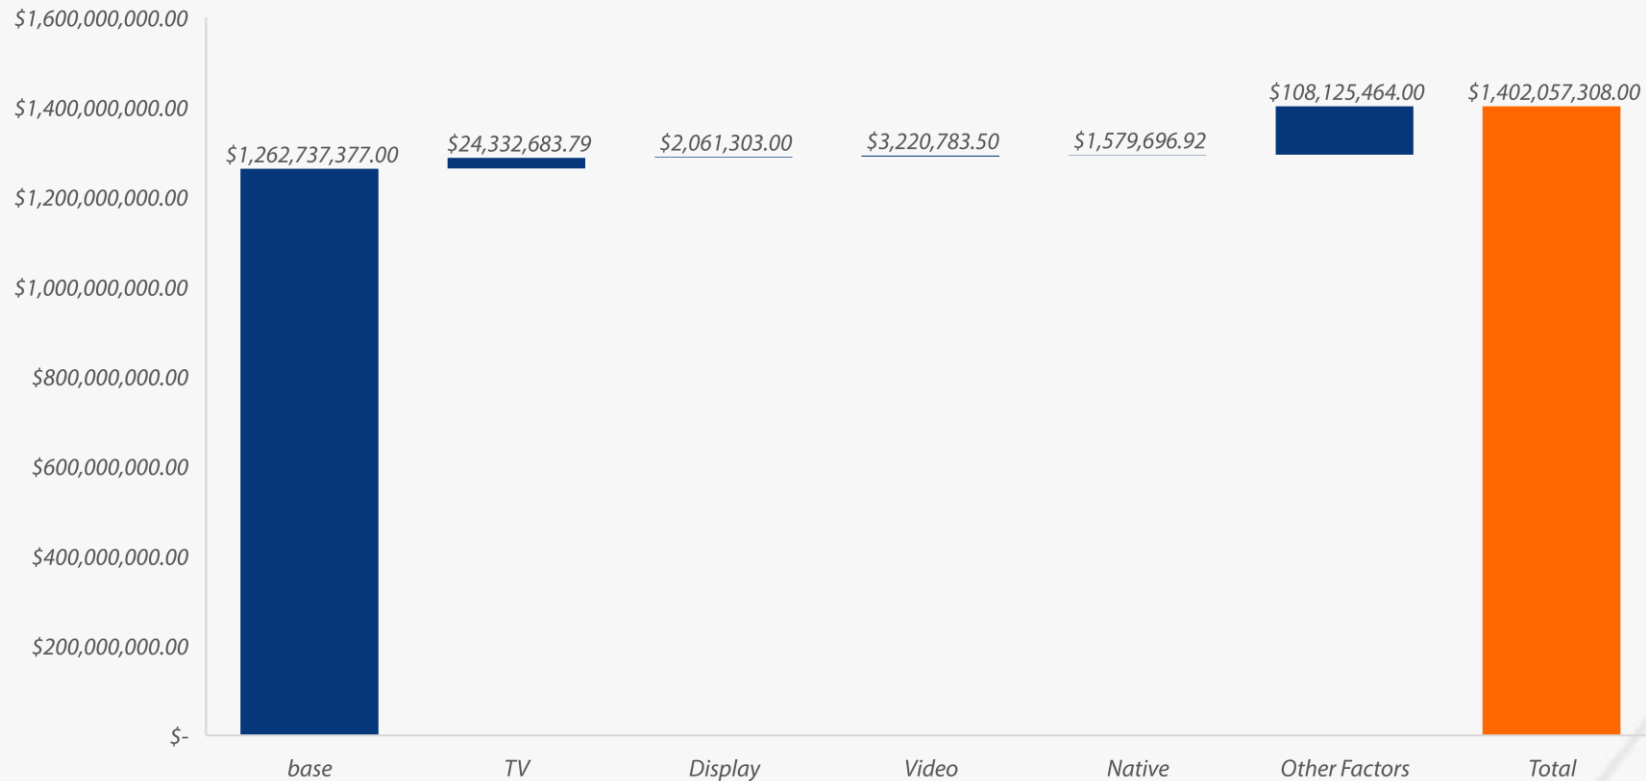 $1,600,000,000.00
$1,400,000,000.00
$1,200,000,000.00
$1,000,000,000.00
$800,000,000.00
$600,000,000.00
$400,000,000.00
$200,000,000.00
$-
$1,262,737,377.00
$24,332,683.79
$2,061,303.00
$3,220,783.50
$1,579,696.92
$108,125,464.00
$1,402,057,308.00
base
TV
Display
Video
Native
Other Factors
Total